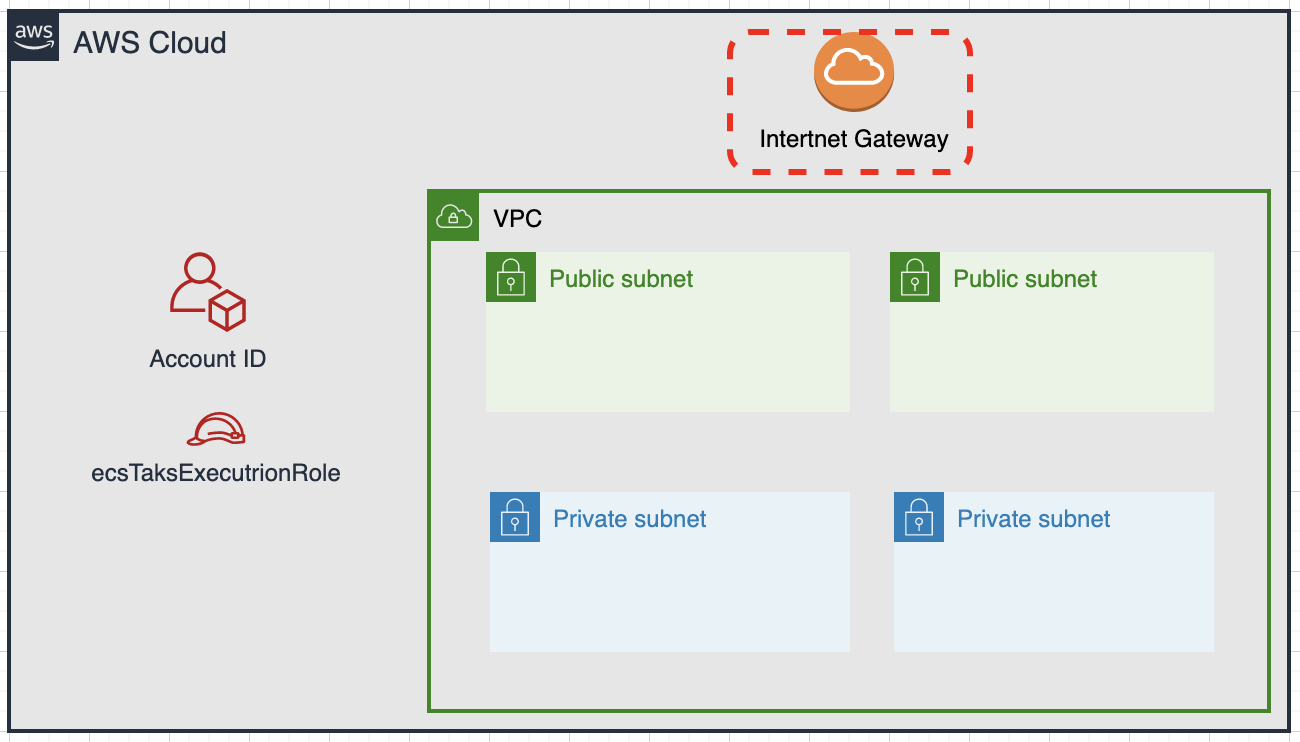 aws
AWS Cloud
Intertnet Gateway
VPC
Public subnet
Public subnet
Account ID
ecsTaksExecutrionRole
Private subnet
Private subnet